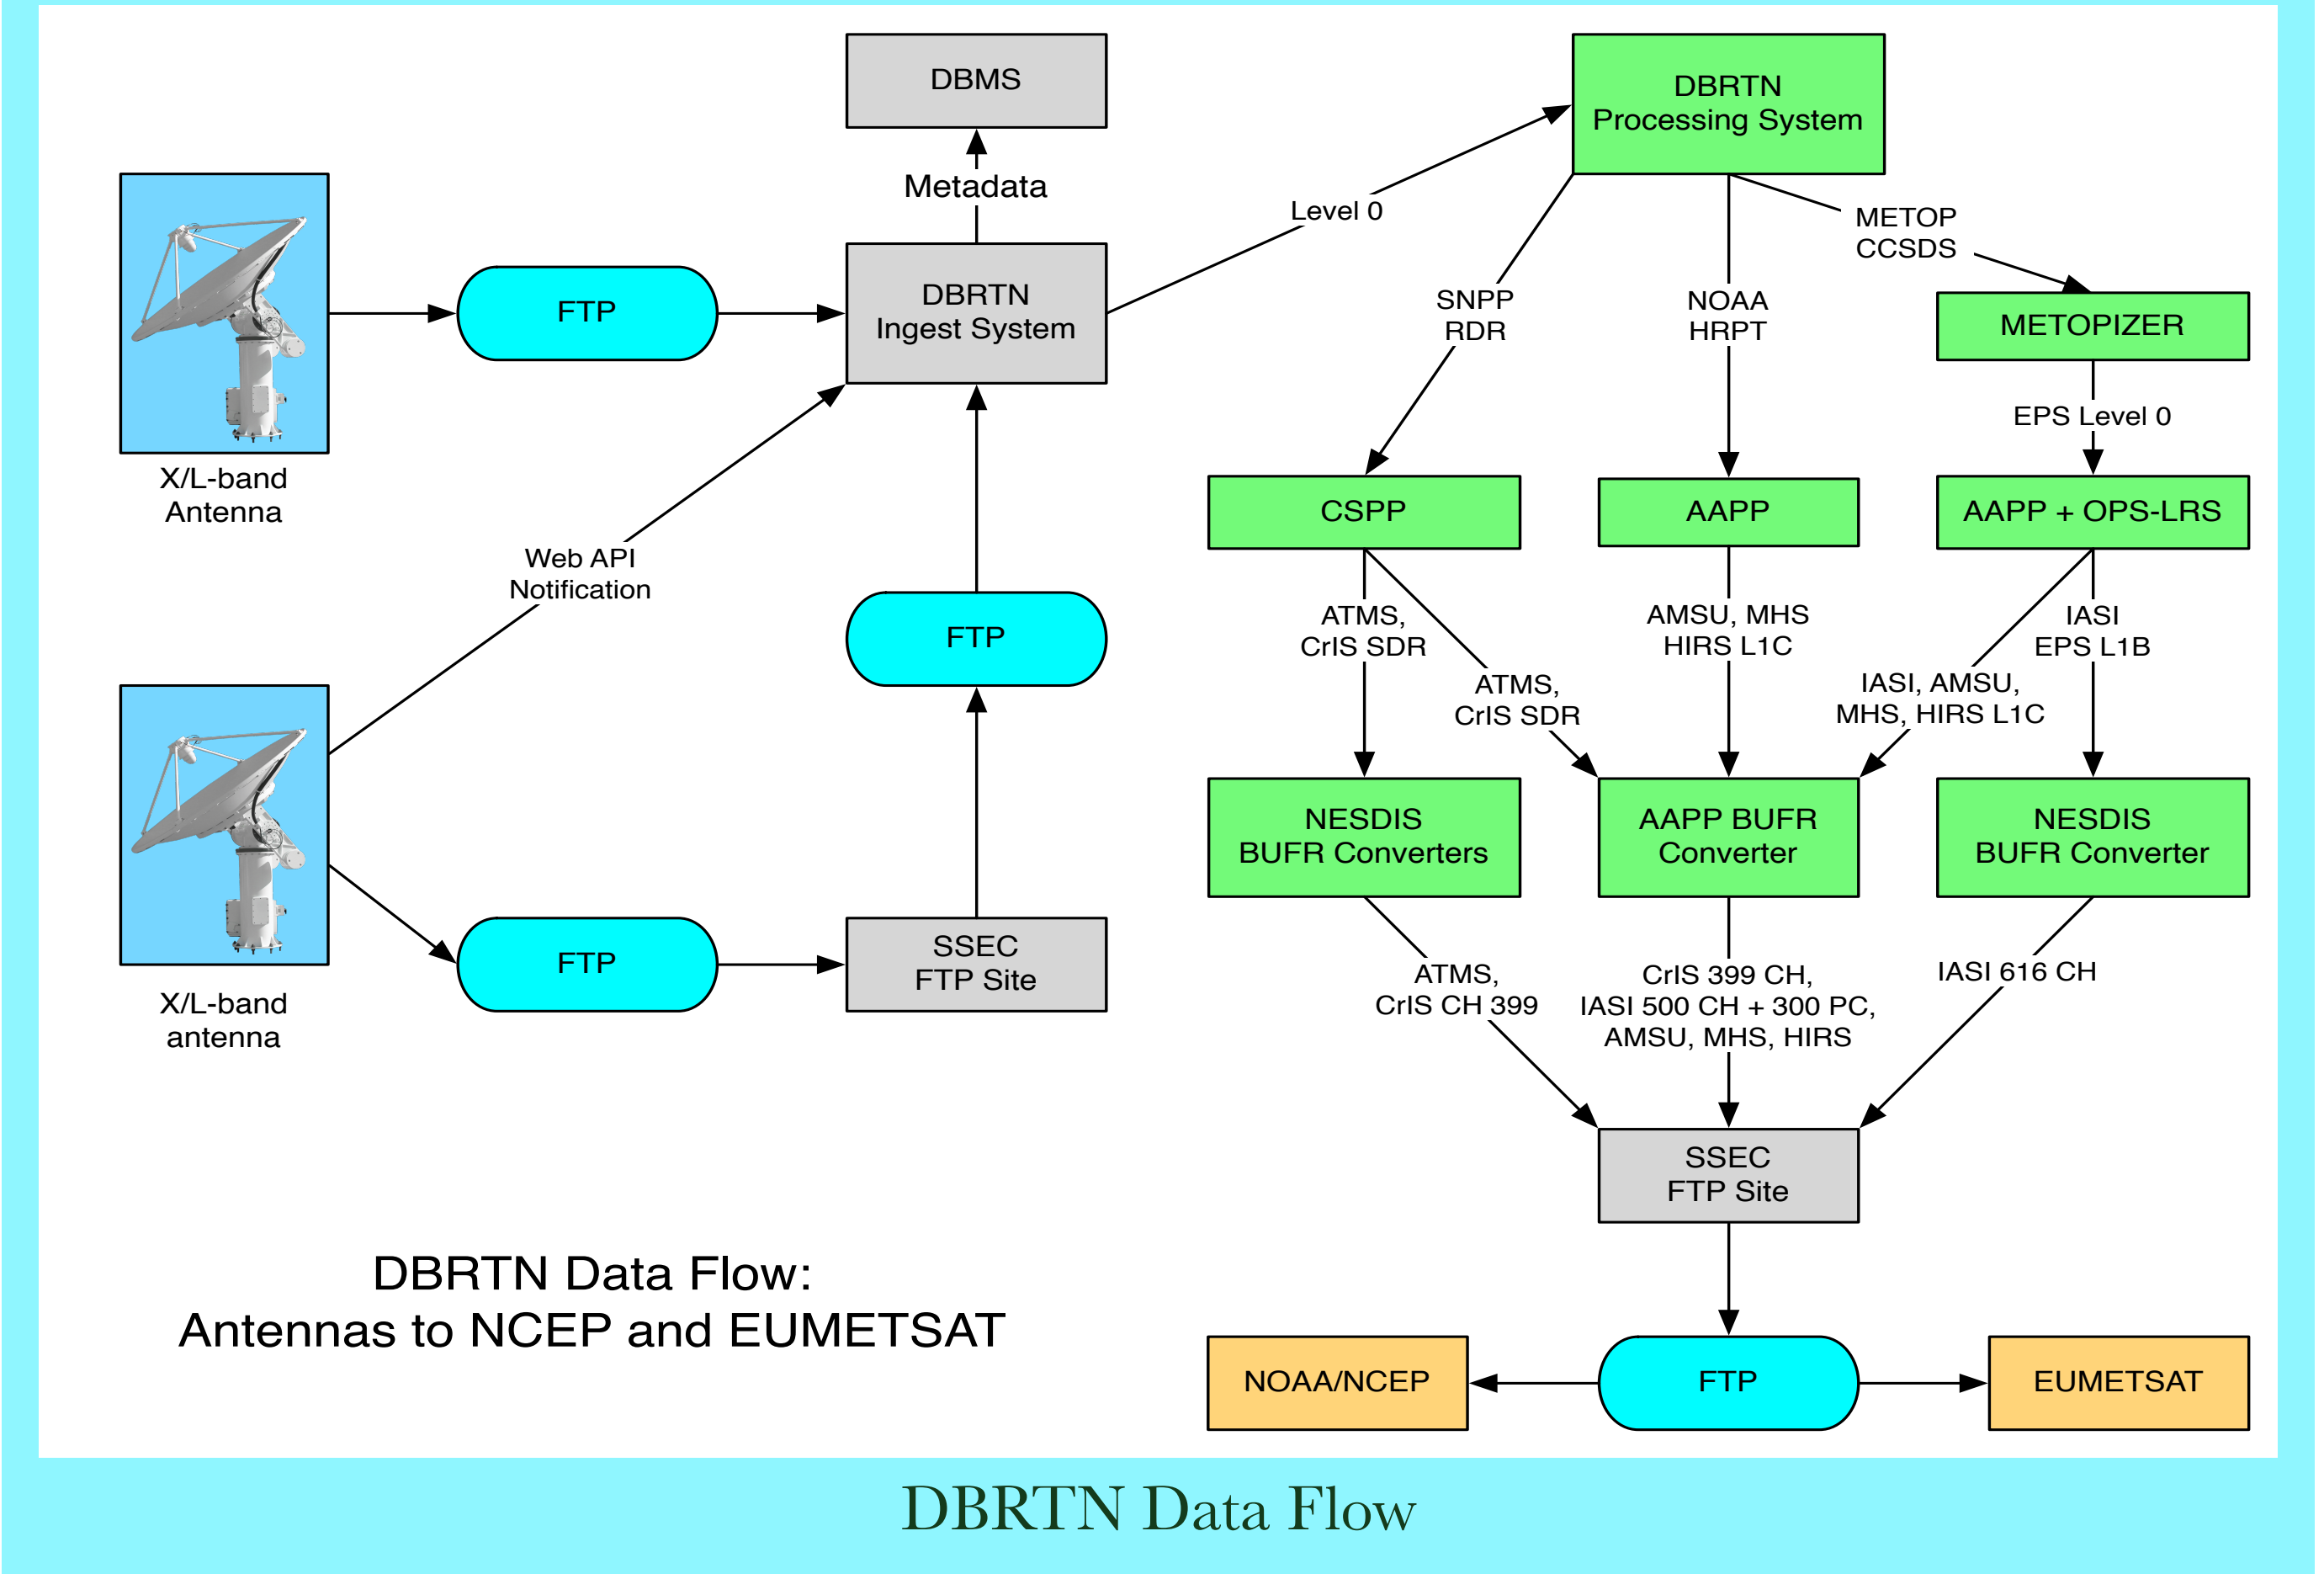 DBMS
DBRTN
Processing System
Metadata
Level 0
METOP
CCSDS
FTP
DBRTN
Ingest System
SNPP
RDR
NOAA
HRPT
METOPIZER
EPS Level 0
X/L-band
Antenna
CSPP
AAPP
AAPP + OPS-LRS
Web API
Notification
FTP
ATMS,
CrIS SDR
AMSU, MHS
HIRS L1C
IASI
EPS L1B
ATMS,
CrIS SDR
IASI, AMSU,
MHS, HIRS L1C
NESDIS
BUFR Converters
AAPP BUFR
Converter
NESDIS
BUFR Converter
FTP
SSEC
FTP Site
X/L-band
antenna
ATMS,
CrIS CH 399
CrIS 399 CH,
IASI 500 CH + 300 PC,
AMSU, MHS, HIRS
IASI 616 CH
SSEC
FTP Site
DBRTN Data Flow:
Antennas to NCEP and EUMETSAT
NOAA/NCEP
FTP
EUMETSAT
DBRTN Data Flow